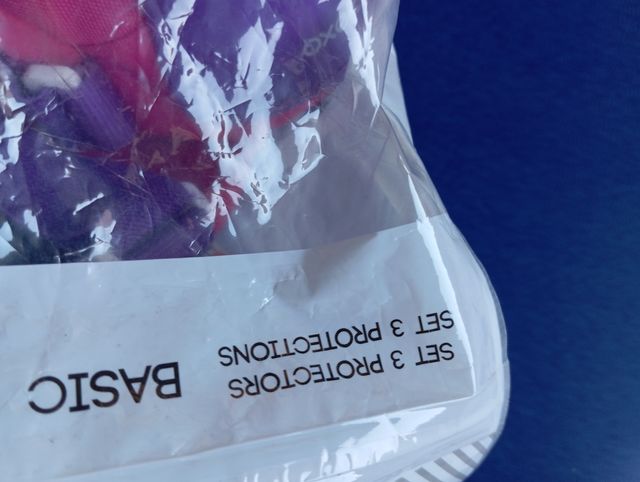 BASIC
SET 3 PROTECTORS
SET 3 PROTECTIONS